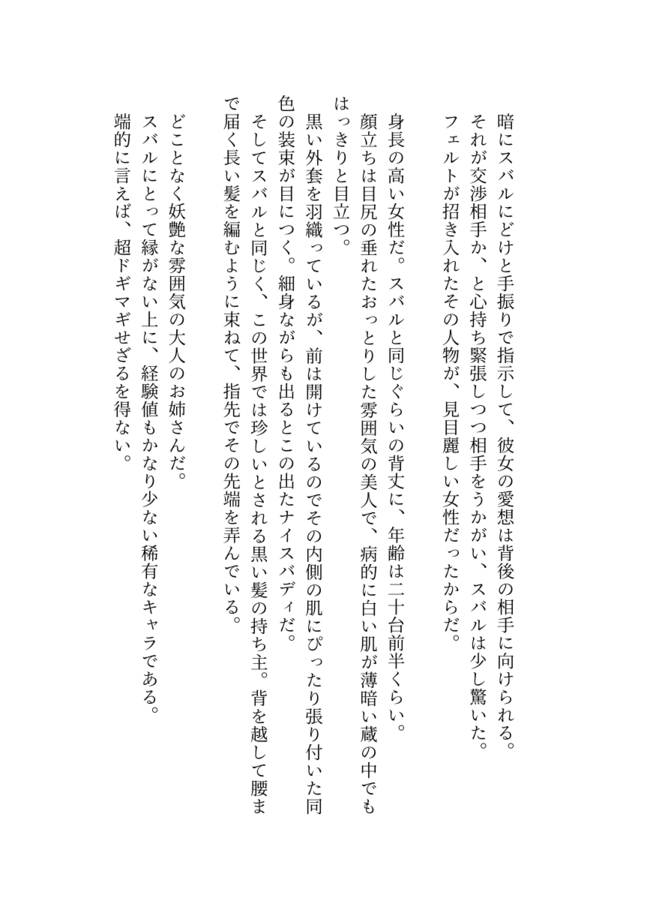 暗にスバルにどけと手振りで指示して、彼女の愛想は背後の相手に向けられる。
それが交渉相手か、と心持ち緊張しつつ相手をうかがい、スバルは少し驚いた。
フェルトが招き入れたその人物が、見目麗しい女性だったからだ。
身長の高い女性だ。スバルと同じぐらいの背丈に、年齢は二十台前半くらい。
顔立ちは目尻の垂れたおっとりした雰囲気の美人で、病的に白い肌が薄暗い蔵の中でも
はっきりと目立つ。
黒い外套を羽織っているが、前は開けているのでその内側の肌にぴったり張り付いた同
色の装束が目につく。細身ながらも出るとこの出たナイスバディだ。
そしてスバルと同じく、この世界では珍しいとされる黒い髪の持ち主。背を越して腰ま
で届く長い髪を編むように束ねて、指先でその先端を弄んでいる。
どことなく妖艶な雰囲気の大人のお姉さんだ。
スバルにとって縁がない上に、経験値もかなり少ない稀有なキャラである。
端的に言えば、超ドギマギせざるを得ない。